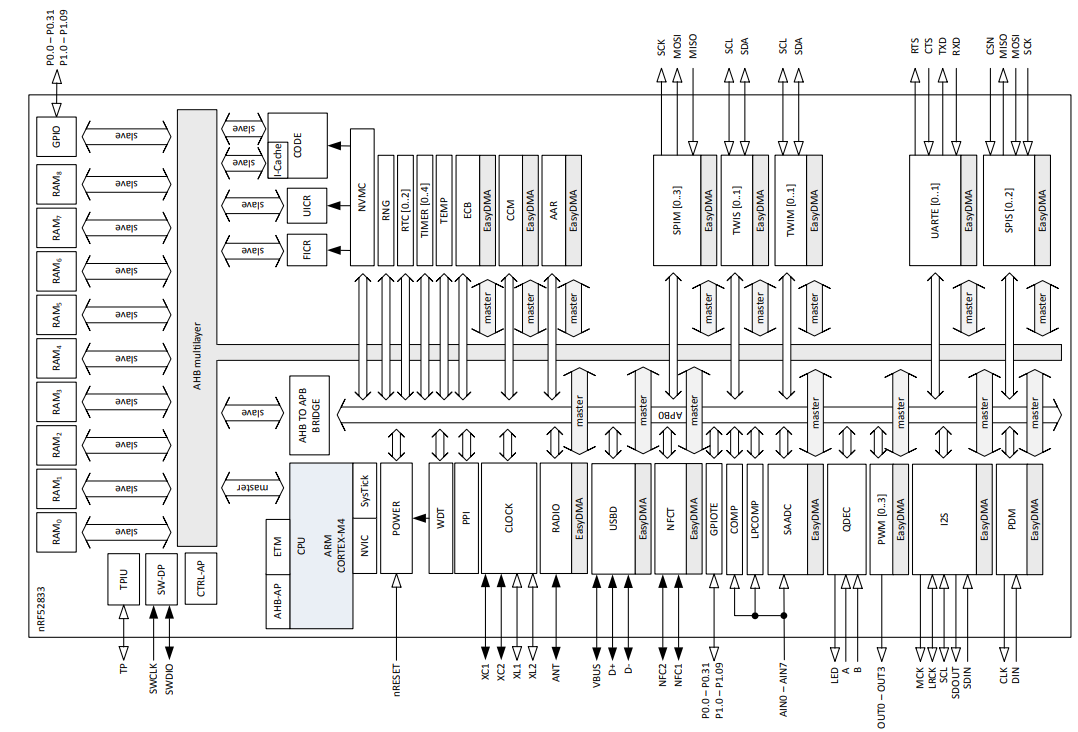 nRF52833
RAM0
RAM1
RAM2
RAM3
RAM4
RAM5
RAM6
RAM7
RAM8
GPIO
P0.0 – P0.31
P1.0 – P1.09
slave
slave
slave
slave
slave
slave
slave
slave
slave
slave
TP
TPIU
SWCLK
SWDIO
SW-DP
CTRL-AP
AHB multilayer
master
slave
slave
slave
slave
slave
AHB-AP
ETM
CPU
ARM
CORTEX-M4
NVIC
SysTick
AHB TO APB
BRIDGE
FICR
UICR
I-Cache
CODE
nRESET
POWER
NVMC
RNG
RTC [0..2]
WDT
TIMER [0..4]
TEMP
PPI
ECB
EasyDMA
master
XC1
XC2
XL1
XL2
CLOCK
CCM
EasyDMA
master
ANT
RADIO
EasyDMA
master
AAR
EasyDMA
master
VBUS
D+
D-
USBD
EasyDMA
master
NFC2
NFC1
NFCT
EasyDMA
master
APB0
SPIM [0..3]
EasyDMA
master
SCK
MOSI
MISO
P0.0 – P0.31
P1.0 – P1.09
GPIOTE
COMP
LPCOMP
TWIS [0..1]
EasyDMA
master
SCL
SDA
AIN0 – AIN7
SAADC
EasyDMA
master
TWIM [0..1]
EasyDMA
master
SCL
SDA
LED
A
B
QDEC
OUT0 – OUT3
PWM [0..3]
EasyDMA
master
UARTE [0..1]
EasyDMA
master
RTS
CTS
TXD
RXD
MCK
LRCK
SCL
SDOUT
SDIN
I2S
EasyDMA
master
SPIS [0..2]
EasyDMA
master
CSN
MISO
MOSI
SCK
CLK
DIN
PDM
EasyDMA
master